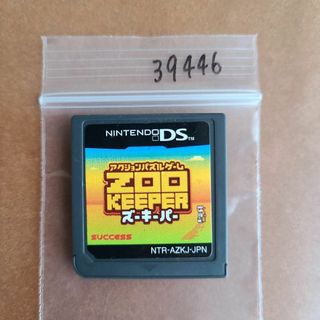 39446
NINTENDO DS™
アクションパズルゲーム
ZOO
KEEPER
ズーキーパー
SUCCESS
NTR-AZKJ-JPN